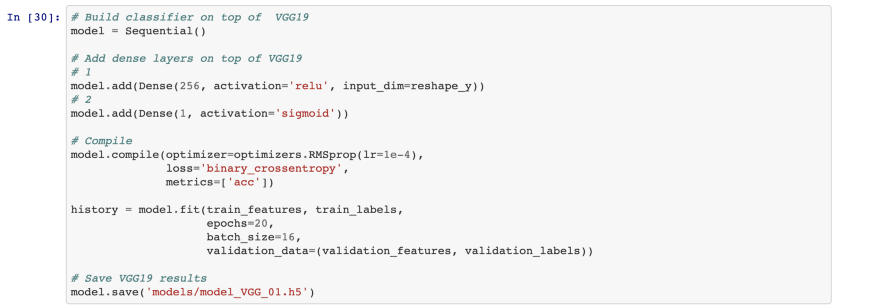 In [30]: # Build classifier on top of  VGG19
model = Sequential()
# Add dense layers on top of VGG19
# 1
model.add(Dense(256, activation='relu', input_dim=reshape_y))
# 2
model.add(Dense(1, activation='sigmoid'))
# Compile
model.compile(optimizer=optimizers.RMSprop(lr=1e-4),
              loss='binary_crossentropy',
              metrics=['acc'])
history = model.fit(train_features, train_labels,
                    epochs=20,
                    batch_size=16,
                    validation_data=(validation_features, validation_labels))
# Save VGG19 results
model.save('models/model_VGG_01.h5')